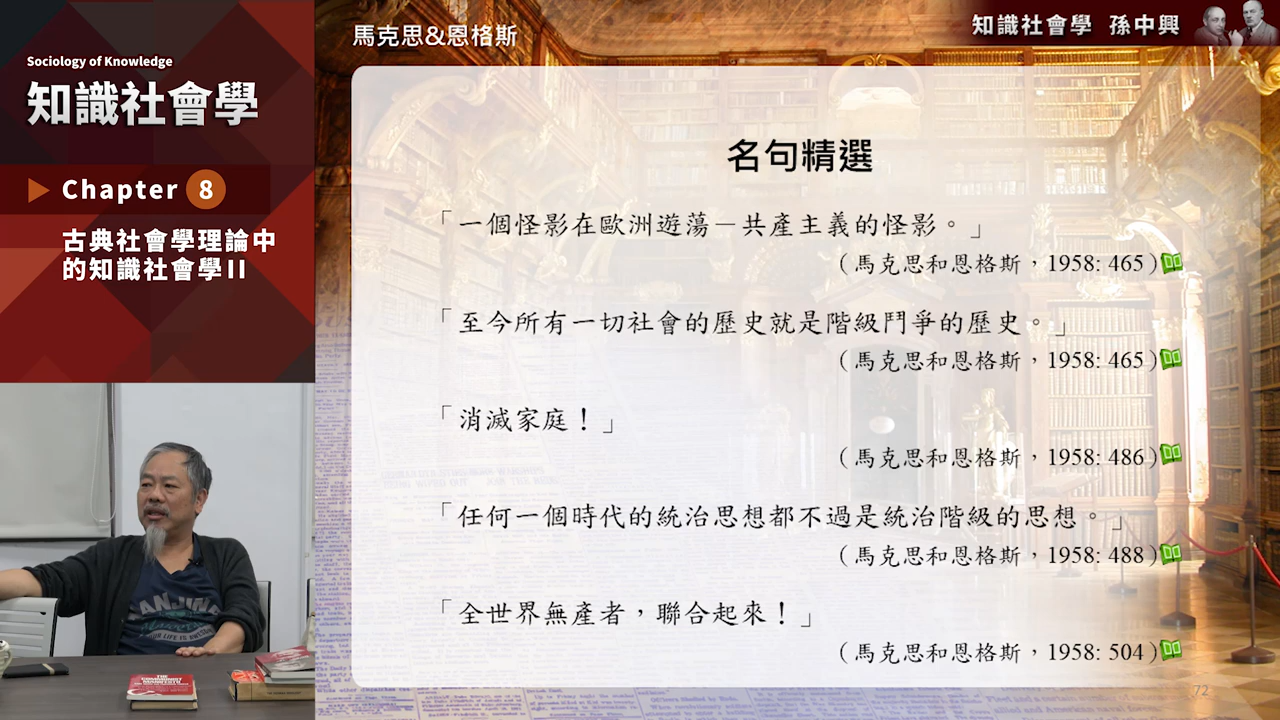 Sociology of Knowledge
知識社會學
Chapter 8
古典社會學理論中
的知識社會學II
馬克思&恩格斯
知識社會學 孫中興
名句精選
「一個怪影在歐洲遊蕩－共產主義的怪影。」
(馬克思和恩格斯，1958: 465)
「至今所有一切社會的歷史就是階級鬥爭的歷史。」
(馬克思和恩格斯，1958: 465)
「消滅家庭！」
(馬克思和恩格斯，1958: 486)
「任何一個時代的統治思想都不過是統治階級的思想。」
(馬克思和恩格斯，1958: 488)
「全世界無產者，聯合起來！」
(馬克思和恩格斯，1958: 504)
72